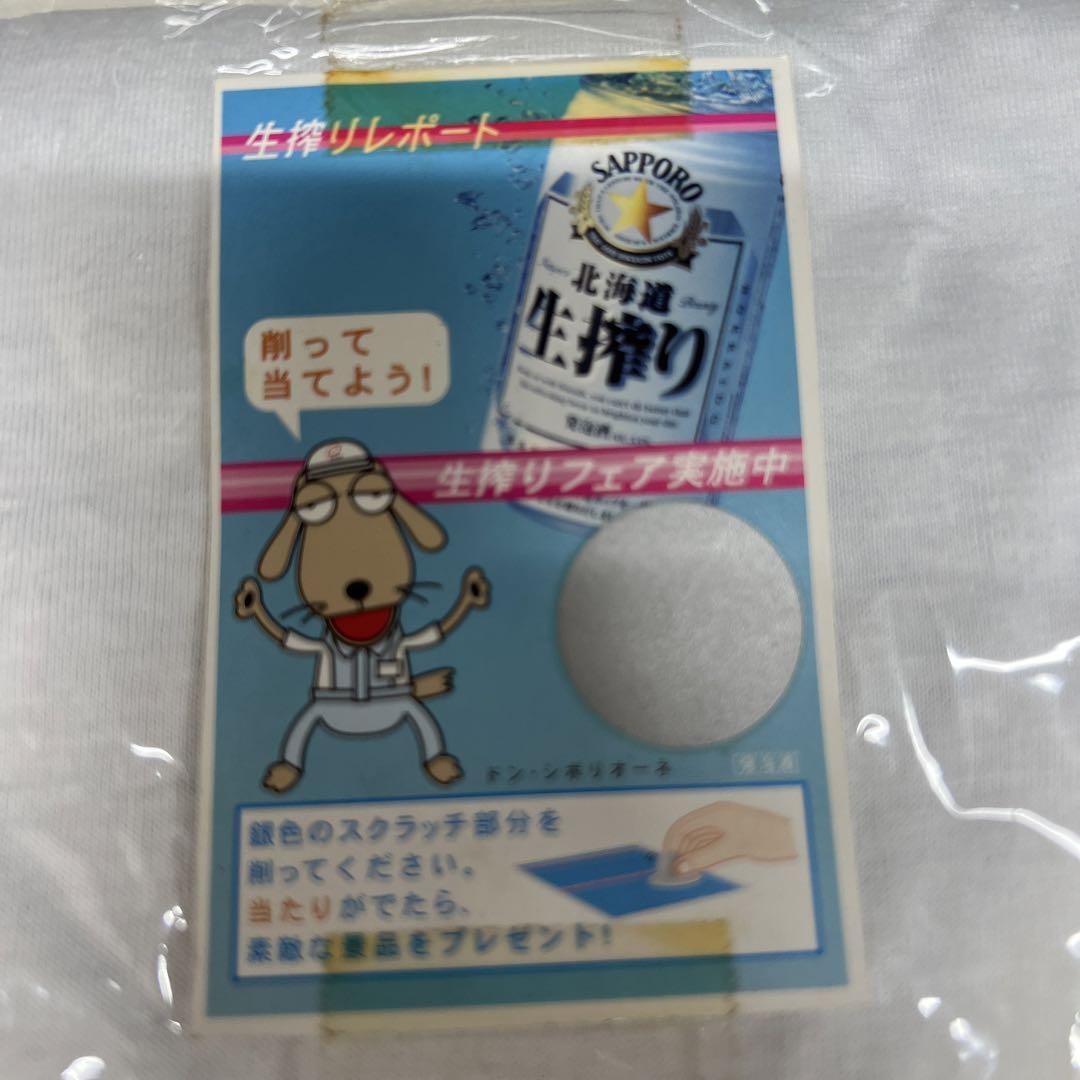 生搾りレポート
SAPPORO
北海道
生搾り
発泡酒
削って
当てよう!
生搾りフェア実施中
ドン・シボリオーネ
銀色のスクラッチ部分を
削ってください。
当たりがでたら、
素敵な景品をプレゼント!